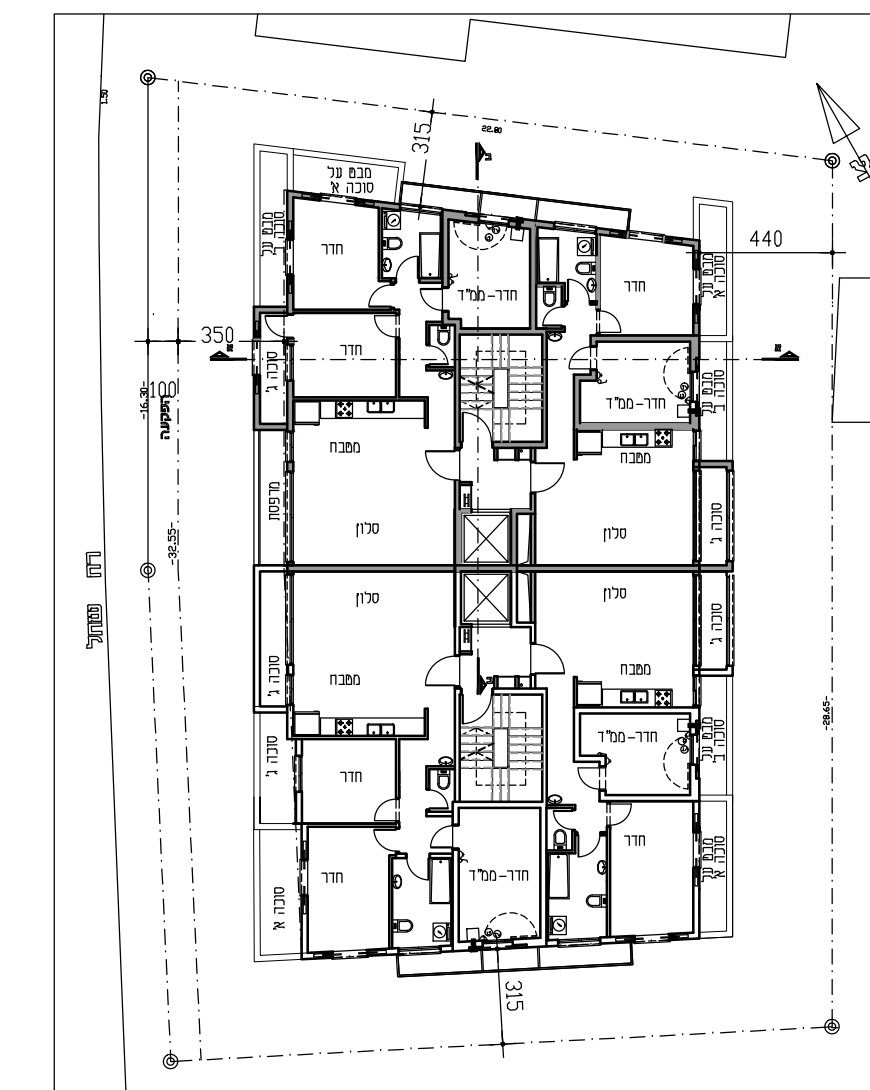 1.50
22.80
315
מבט על
סוכה א'
מבט על
סוכה ב'
חדר
חדר-ממ"ד
חדר
מבט על
סוכה א'
440
350
100
-16.30-
הפקעה
סוכה ג'
חדר
חדר-ממ"ד
מבט על
סוכה ב'
מטבח
מטבח
מרפסת
סלון
סלון
סוכה ג'
-32.55-
רח שוחל
סלון
סלון
סוכה ג'
סוכה ג'
מטבח
מטבח
סוכה ג'
חדר
חדר-ממ"ד
מבט על
סוכה ב'
-28.65-
חדר
חדר-ממ"ד
חדר
מבט על
סוכה א'
סוכה א'
315